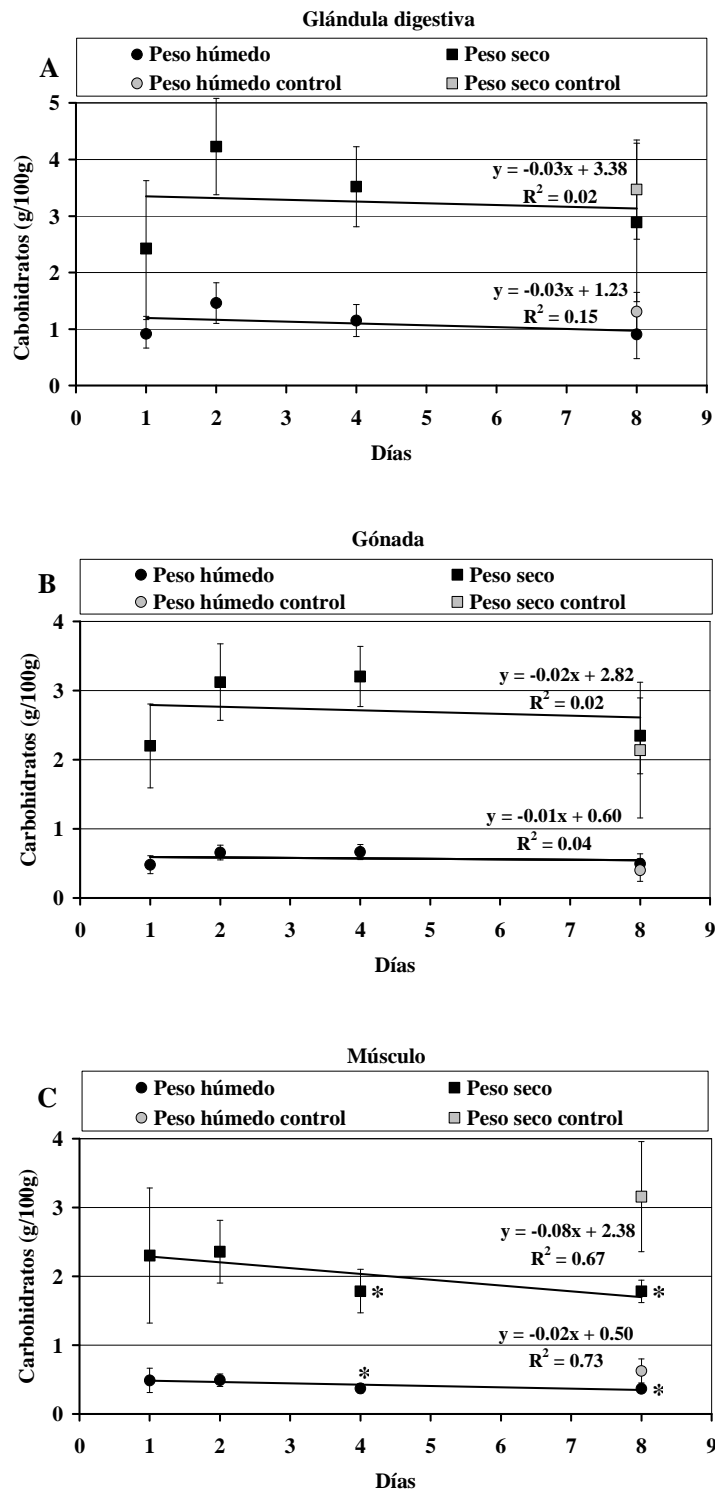 Glándula digestiva
A
Peso húmedo Peso seco
Peso húmedo control Peso seco control
5
4
3
2
1
0
Cabohidratos (g/100g)
y = -0.03x + 3.38
R² = 0.02
y = -0.03x + 1.23
R² = 0.15
0 1 2 3 4 5 6 7 8 9
Días
Gónada
B
Peso húmedo Peso seco
Peso húmedo control Peso seco control
4
3
2
1
0
Carbohidratos (g/100g)
y = -0.02x + 2.82
R² = 0.02
y = -0.01x + 0.60
R² = 0.04
0 1 2 3 4 5 6 7 8 9
Días
Músculo
C
Peso húmedo Peso seco
Peso húmedo control Peso seco control
4
3
2
1
0
Carbohidratos (g/100g)
y = -0.08x + 2.38
R² = 0.67
* *
y = -0.02x + 0.50
R² = 0.73
* *
0 1 2 3 4 5 6 7 8 9
Días